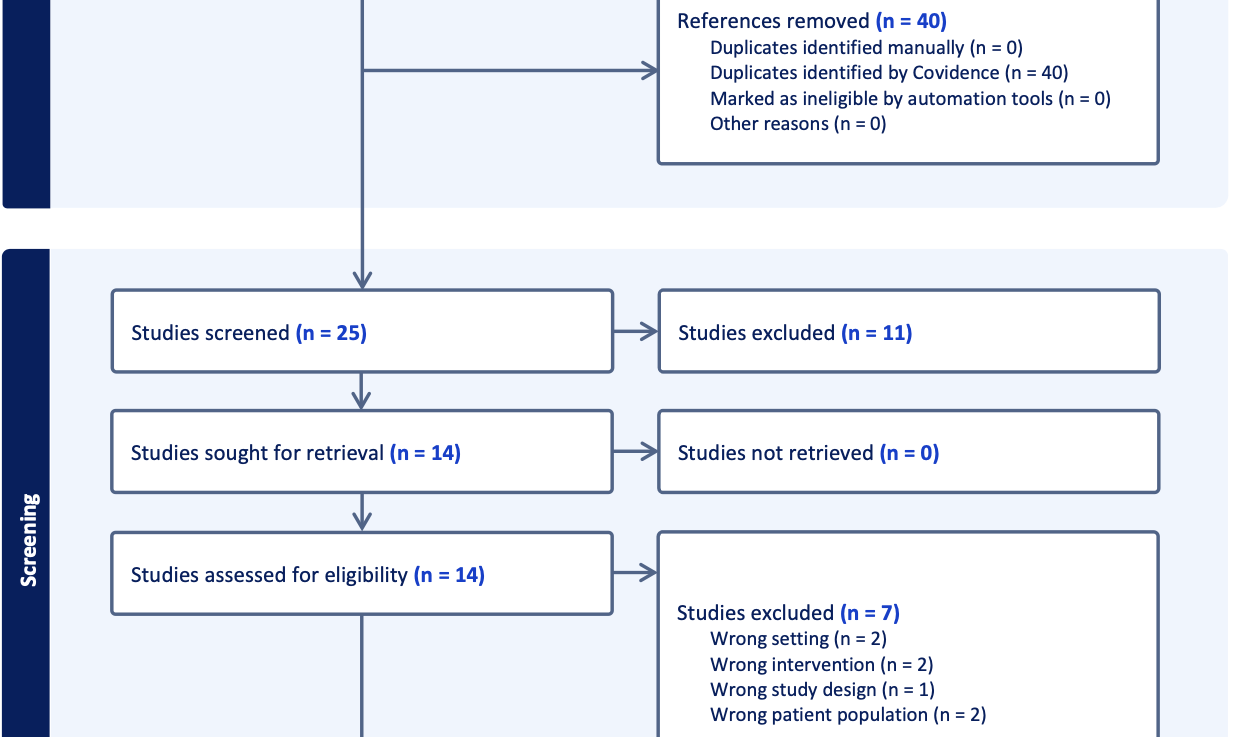 References removed (n = 40)
Duplicates identified manually (n = 0)
Duplicates identified by Covidence (n = 40)
Marked as ineligible by automation tools (n = 0)
Other reasons (n = 0)
Screening
Studies screened (n = 25)
Studies excluded (n = 11)
Studies sought for retrieval (n = 14)
Studies not retrieved (n = 0)
Studies assessed for eligibility (n = 14)
Studies excluded (n = 7)
Wrong setting (n = 2)
Wrong intervention (n = 2)
Wrong study design (n = 1)
Wrong patient population (n = 2)